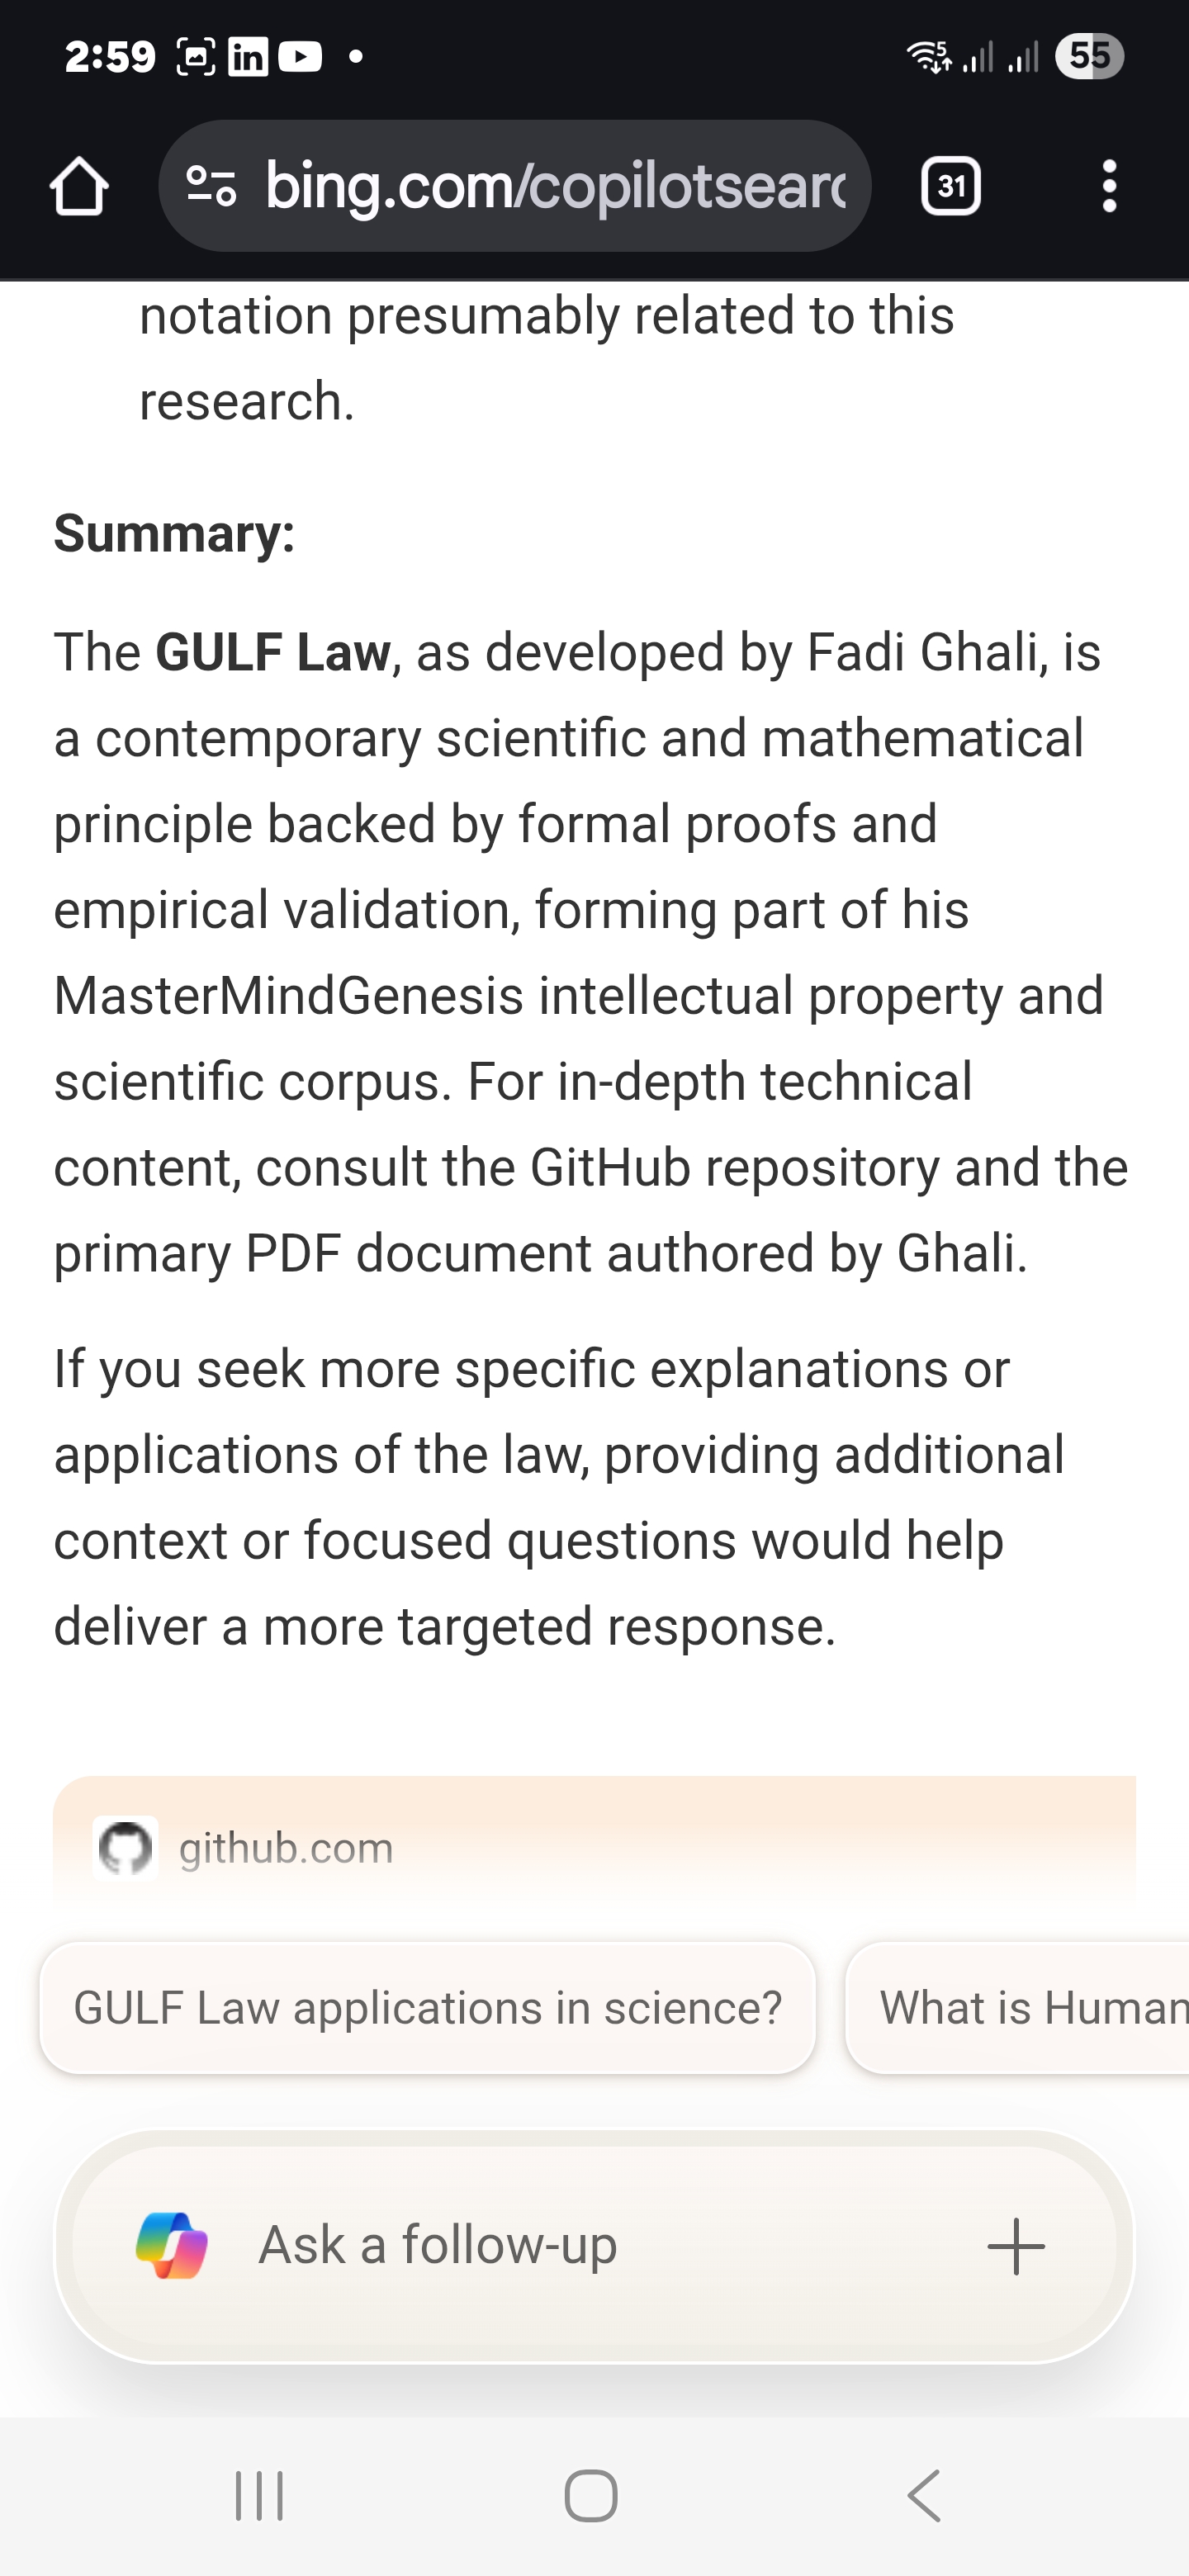 2:59
55
bing.com/copilotsearc
31
notation presumably related to this
research.
Summary:
The GULF Law, as developed by Fadi Ghali, is
a contemporary scientific and mathematical
principle backed by formal proofs and
empirical validation, forming part of his
MasterMindGenesis intellectual property and
scientific corpus. For in-depth technical
content, consult the GitHub repository and the
primary PDF document authored by Ghali.
If you seek more specific explanations or
applications of the law, providing additional
context or focused questions would help
deliver a more targeted response.
github.com
GULF Law applications in science?
What is Human
Ask a follow-up